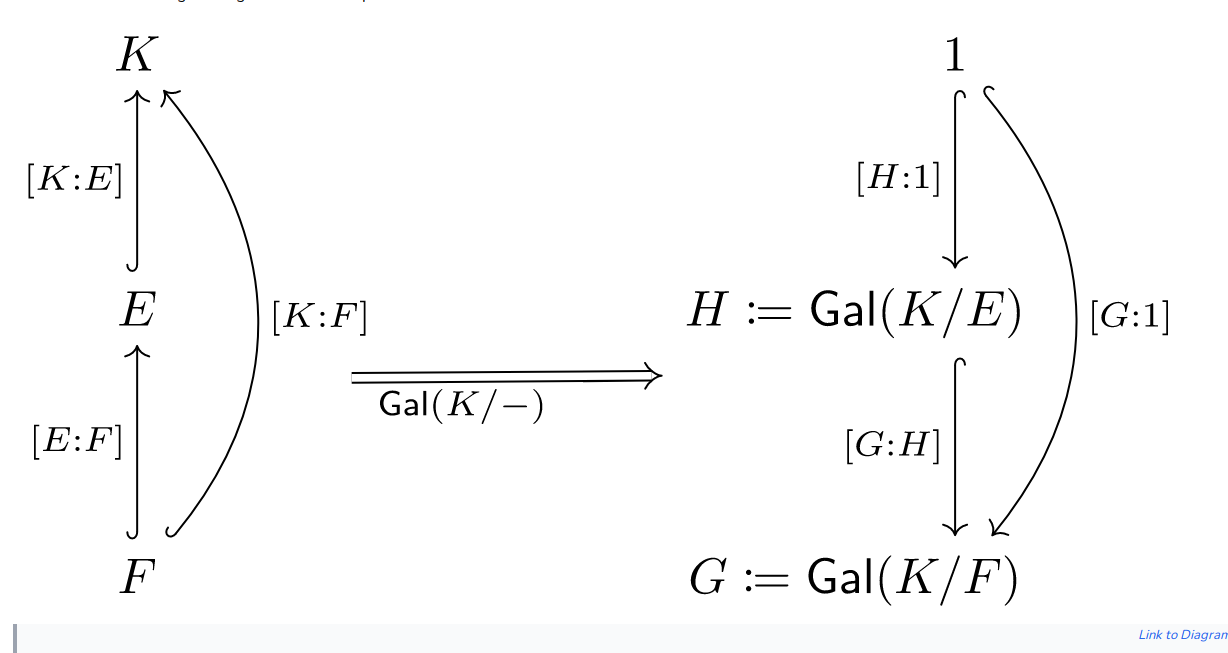 K
1
[K:E]
[H:1]
E
H := Gal(K/E)
[K:F]
[G:1]
Gal(K/−)
[E:F]
[G:H]
F
G := Gal(K/F)
Link to Diagram